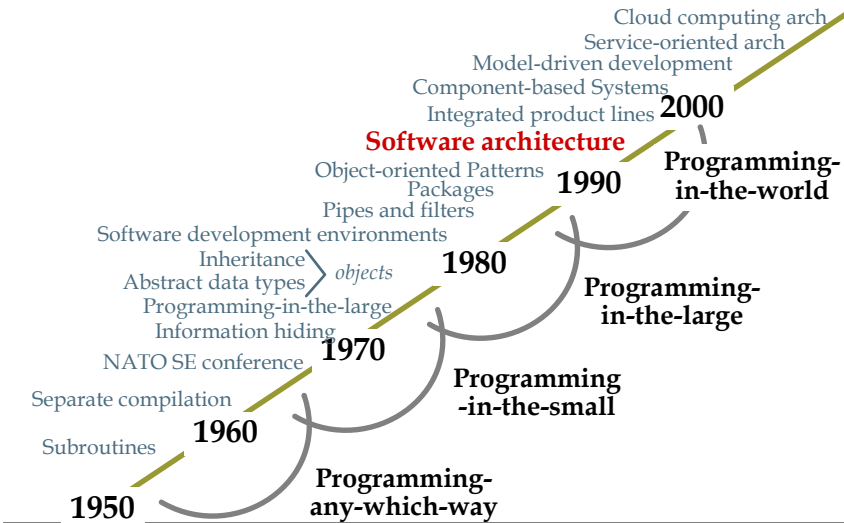 Cloud computing arch
Service-oriented arch
Model-driven development
Component-based Systems
2000
Integrated product lines
Software architecture
Programming-
in-the-world
Object-oriented Patterns
1990
Packages
Pipes and filters
Software development environments
Inheritance
1980
objects
Abstract data types
Programming-
in-the-large
Programming-in-the-large
Information hiding
1970
NATO SE conference
Programming
-in-the-small
Separate compilation
1960
Subroutines
Programming-
any-which-way
1950